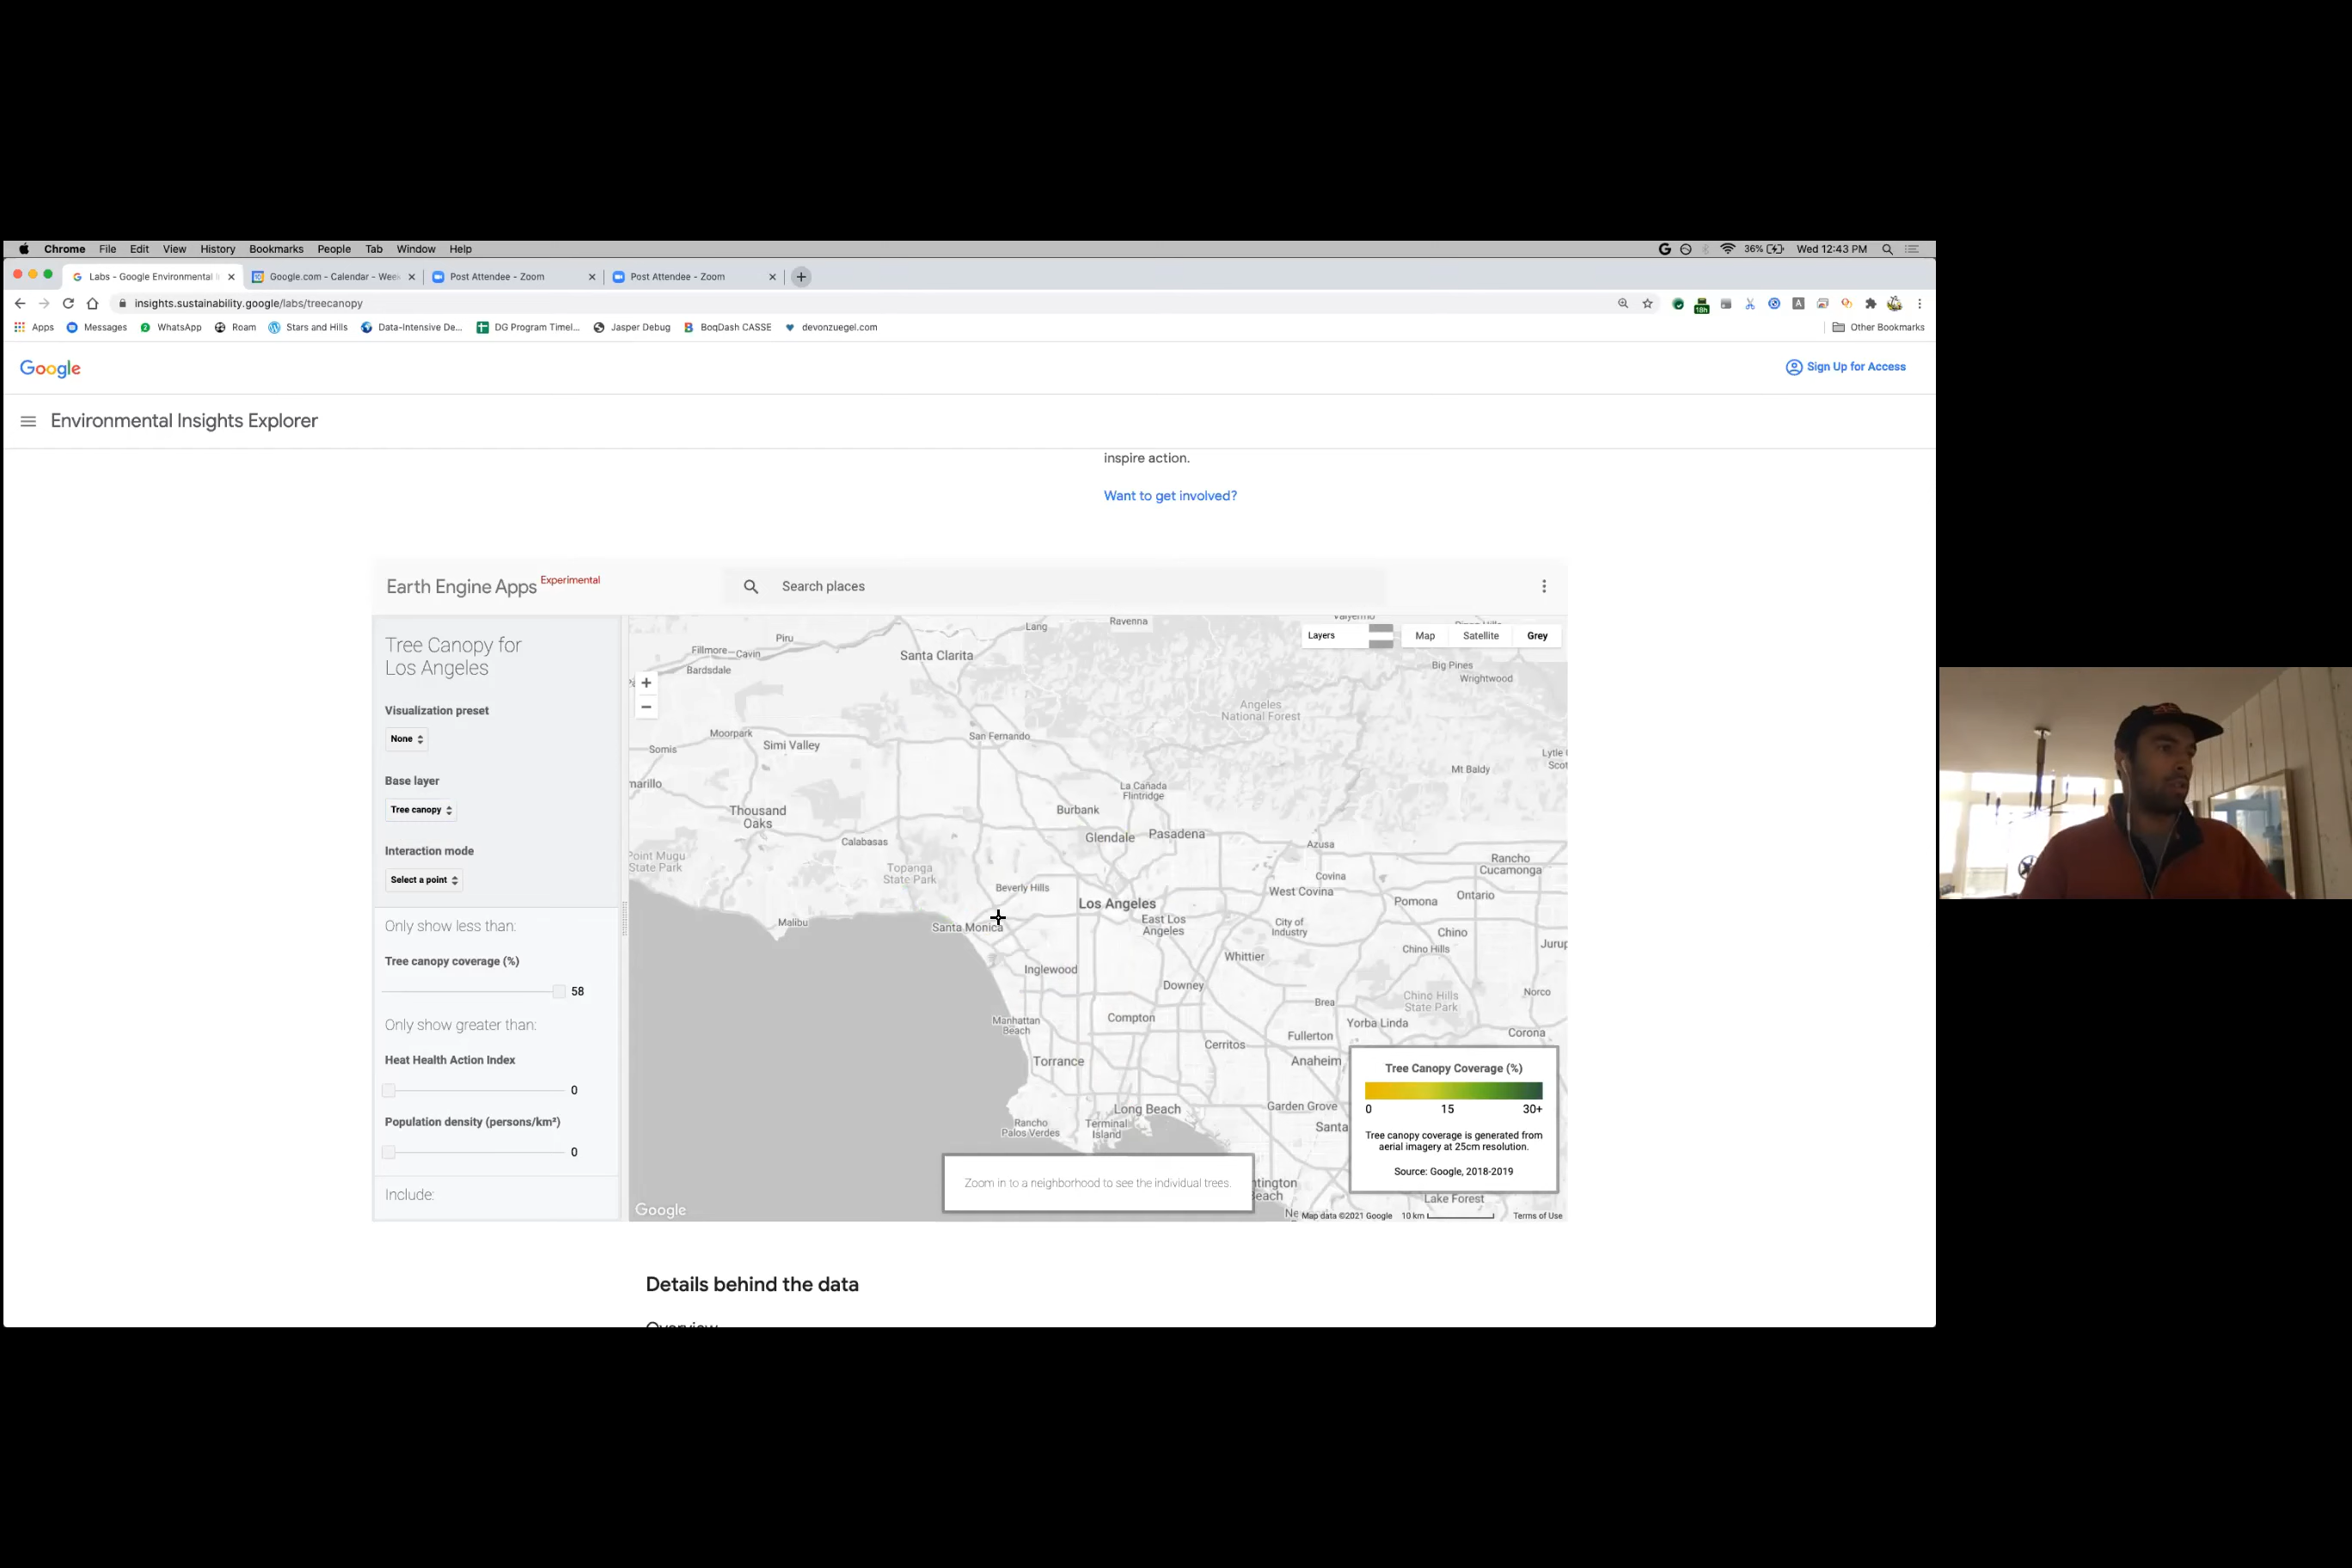 Chrome File Edit View History Bookmarks People Tab Window Help
36% Wed 12:43 PM
Labs - Google Environmental
Google.com - Calendar - Week
Post Attendee - Zoom
Post Attendee - Zoom
insights.sustainability.google/labs/treecanopy
18h
Apps Messages WhatsApp Roam Stars and Hills Data-Intensive De... DG Program Timel... Jasper Debug BoqDash CASSE devonzuegel.com
Other Bookmarks
Google
Sign Up for Access
Environmental Insights Explorer
inspire action.
Want to get involved?
Earth Engine Apps Experimental
Search places
Tree Canopy for
Los Angeles
Visualization preset
None
Base layer
Tree canopy
Interaction mode
Select a point
Only show less than:
Tree canopy coverage (%)
58
Only show greater than:
Heat Health Action Index
0
Population density (persons/km²)
0
Include:
Layers
Map Satellite Grey
Lang
Ravenna
Piru
Fillmore
Cavin
Bardsdale
Santa Clarita
Big Pines
Wrightwood
Angeles
National Forest
Moorpark
Simi Valley
San Fernando
Somis
marillo
Lytle
Scot
Mt Baldy
La Cañada
Flintridge
Thousand
Oaks
Burbank
Glendale
Pasadena
Calabasas
Azusa
Point Mugu
State Park
Topanga
State Park
Covina
Rancho
Cucamonga
Beverly Hills
West Covina
Ontario
Pomona
Los Angeles
East Los
Angeles
Malibu
Santa Monica
City of
Industry
Chino
Jurup
Chino Hills
Whittier
Inglewood
Downey
Chino Hills
State Park
Norco
Brea
Manhattan
Beach
Compton
Yorba Linda
Corona
Fullerton
Cerritos
Torrance
Anaheim
Long Beach
Garden Grove
Rancho
Palos Verdes
Terminal
Island
Santa
ntington
Beach
Lake Forest
Ne
Tree Canopy Coverage (%)
0 15 30+
Tree canopy coverage is generated from
aerial imagery at 25cm resolution.
Source: Google, 2018-2019
Zoom in to a neighborhood to see the individual trees.
Google
Map data ©2021 Google 10 km Terms of Use
Details behind the data
Overview